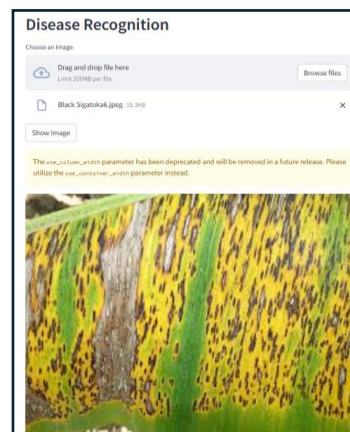 Disease Recognition
Choose an Image:
Drag and drop file here
Limit 200MB per file
Browse files
Black Sigatoka6.jpeg 15.3KB
Show Image
The use_column_width parameter has been deprecated and will be removed in a future release. Please
utilize the use_container_width parameter instead.